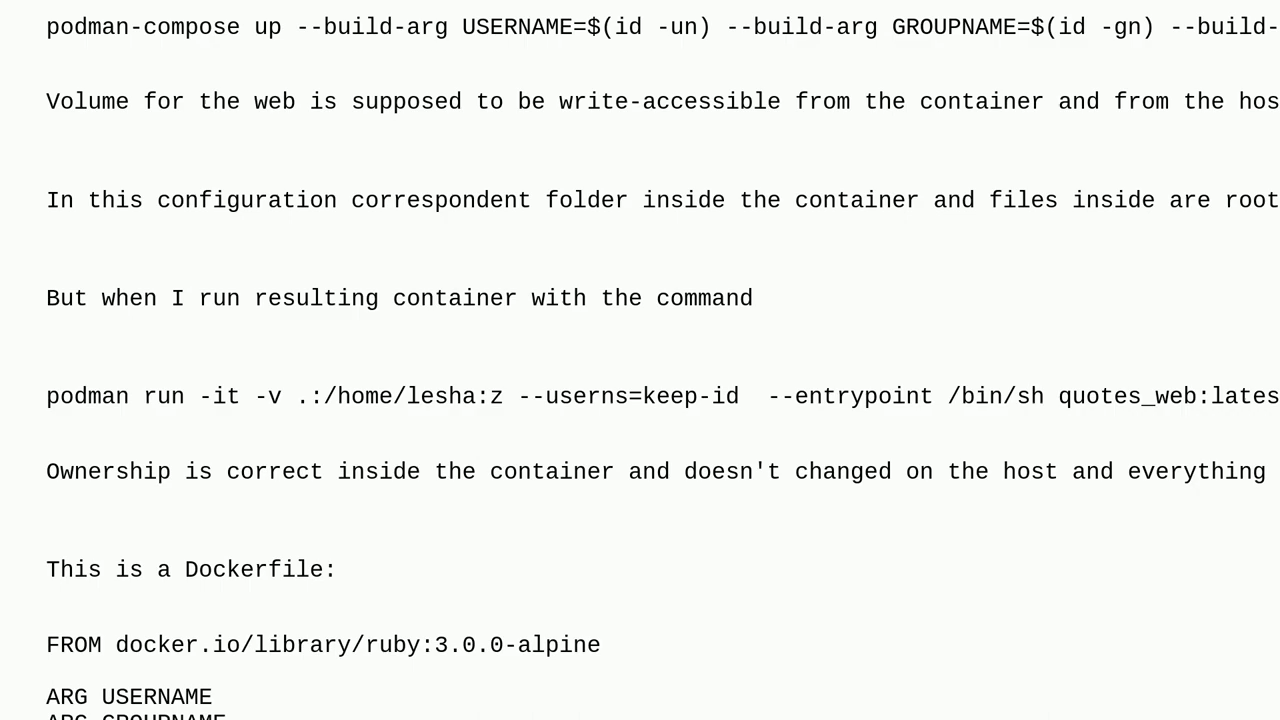 podman-compose up --build-arg USERNAME=$(id -un) --build-arg GROUPNAME=$(id -gn) --build-
Volume for the web is supposed to be write-accessible from the container and from the hos
In this configuration correspondent folder inside the container and files inside are root
But when I run resulting container with the command
podman run -it -v .:/home/lesha:z --userns=keep-id  --entrypoint /bin/sh quotes_web:lates
Ownership is correct inside the container and doesn't changed on the host and everything
This is a Dockerfile:
FROM docker.io/library/ruby:3.0.0-alpine
ARG USERNAME
ARG GROUPNAME